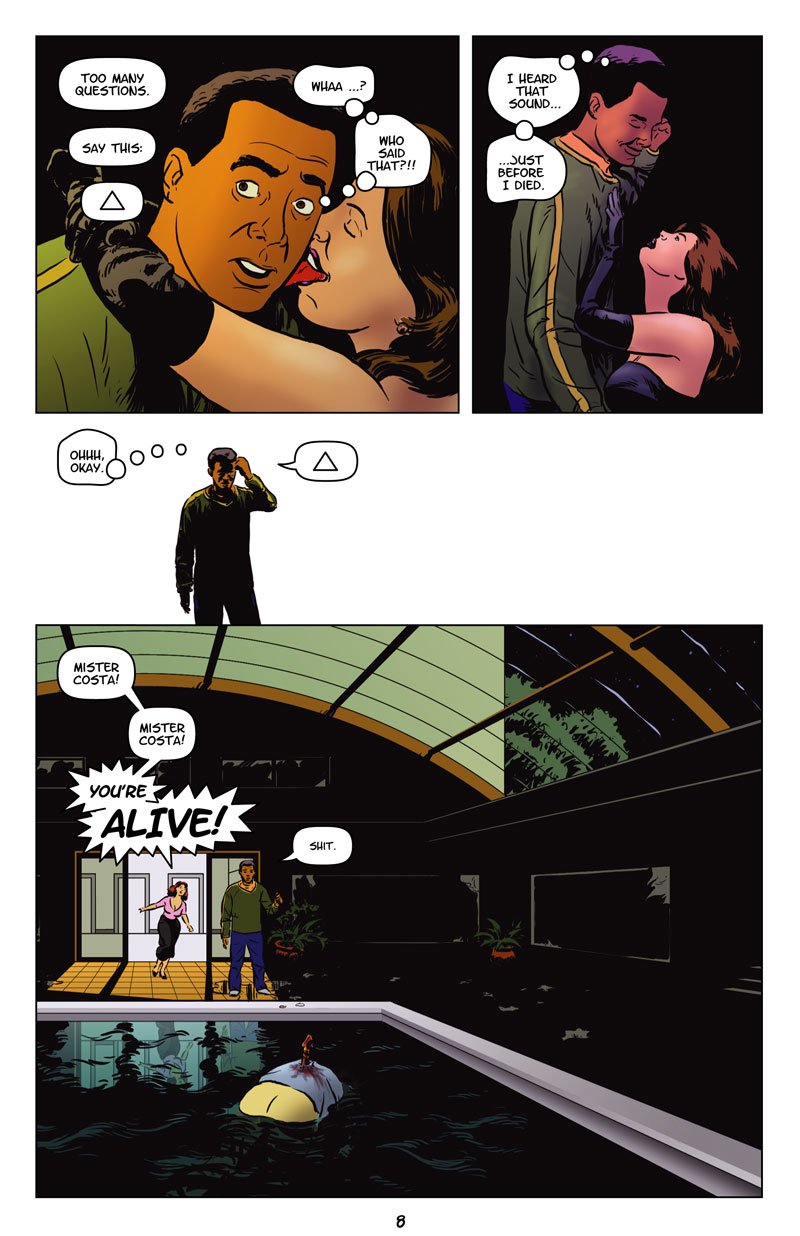 TOO MANY
QUESTIONS.
SAY THIS:
△
WHAA ...?
WHO
SAID
THAT?!!
I HEARD
THAT
SOUND...
...JUST
BEFORE
I DIED.
OHHH,
OKAY.
△
MISTER
COSTA!
MISTER
COSTA!
YOU'RE
ALIVE!
SHIT.
8